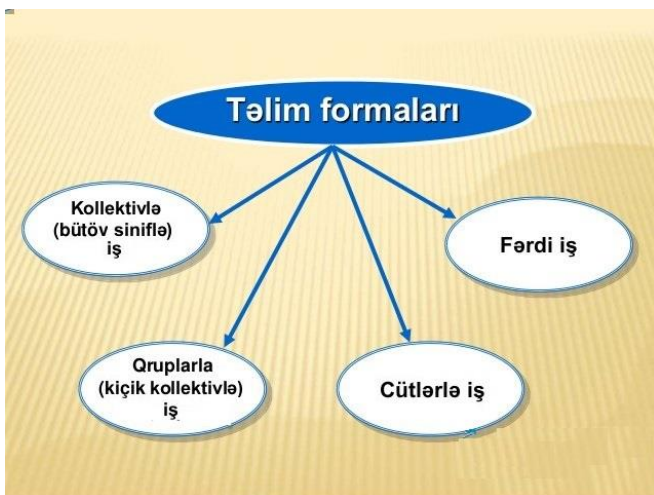 Təlim formaları
Kollektivlə
(bütöv siniflə)
iş
Fərdi iş
Qruplarla
(kiçik kollektivlə)
iş
Cütlərlə iş